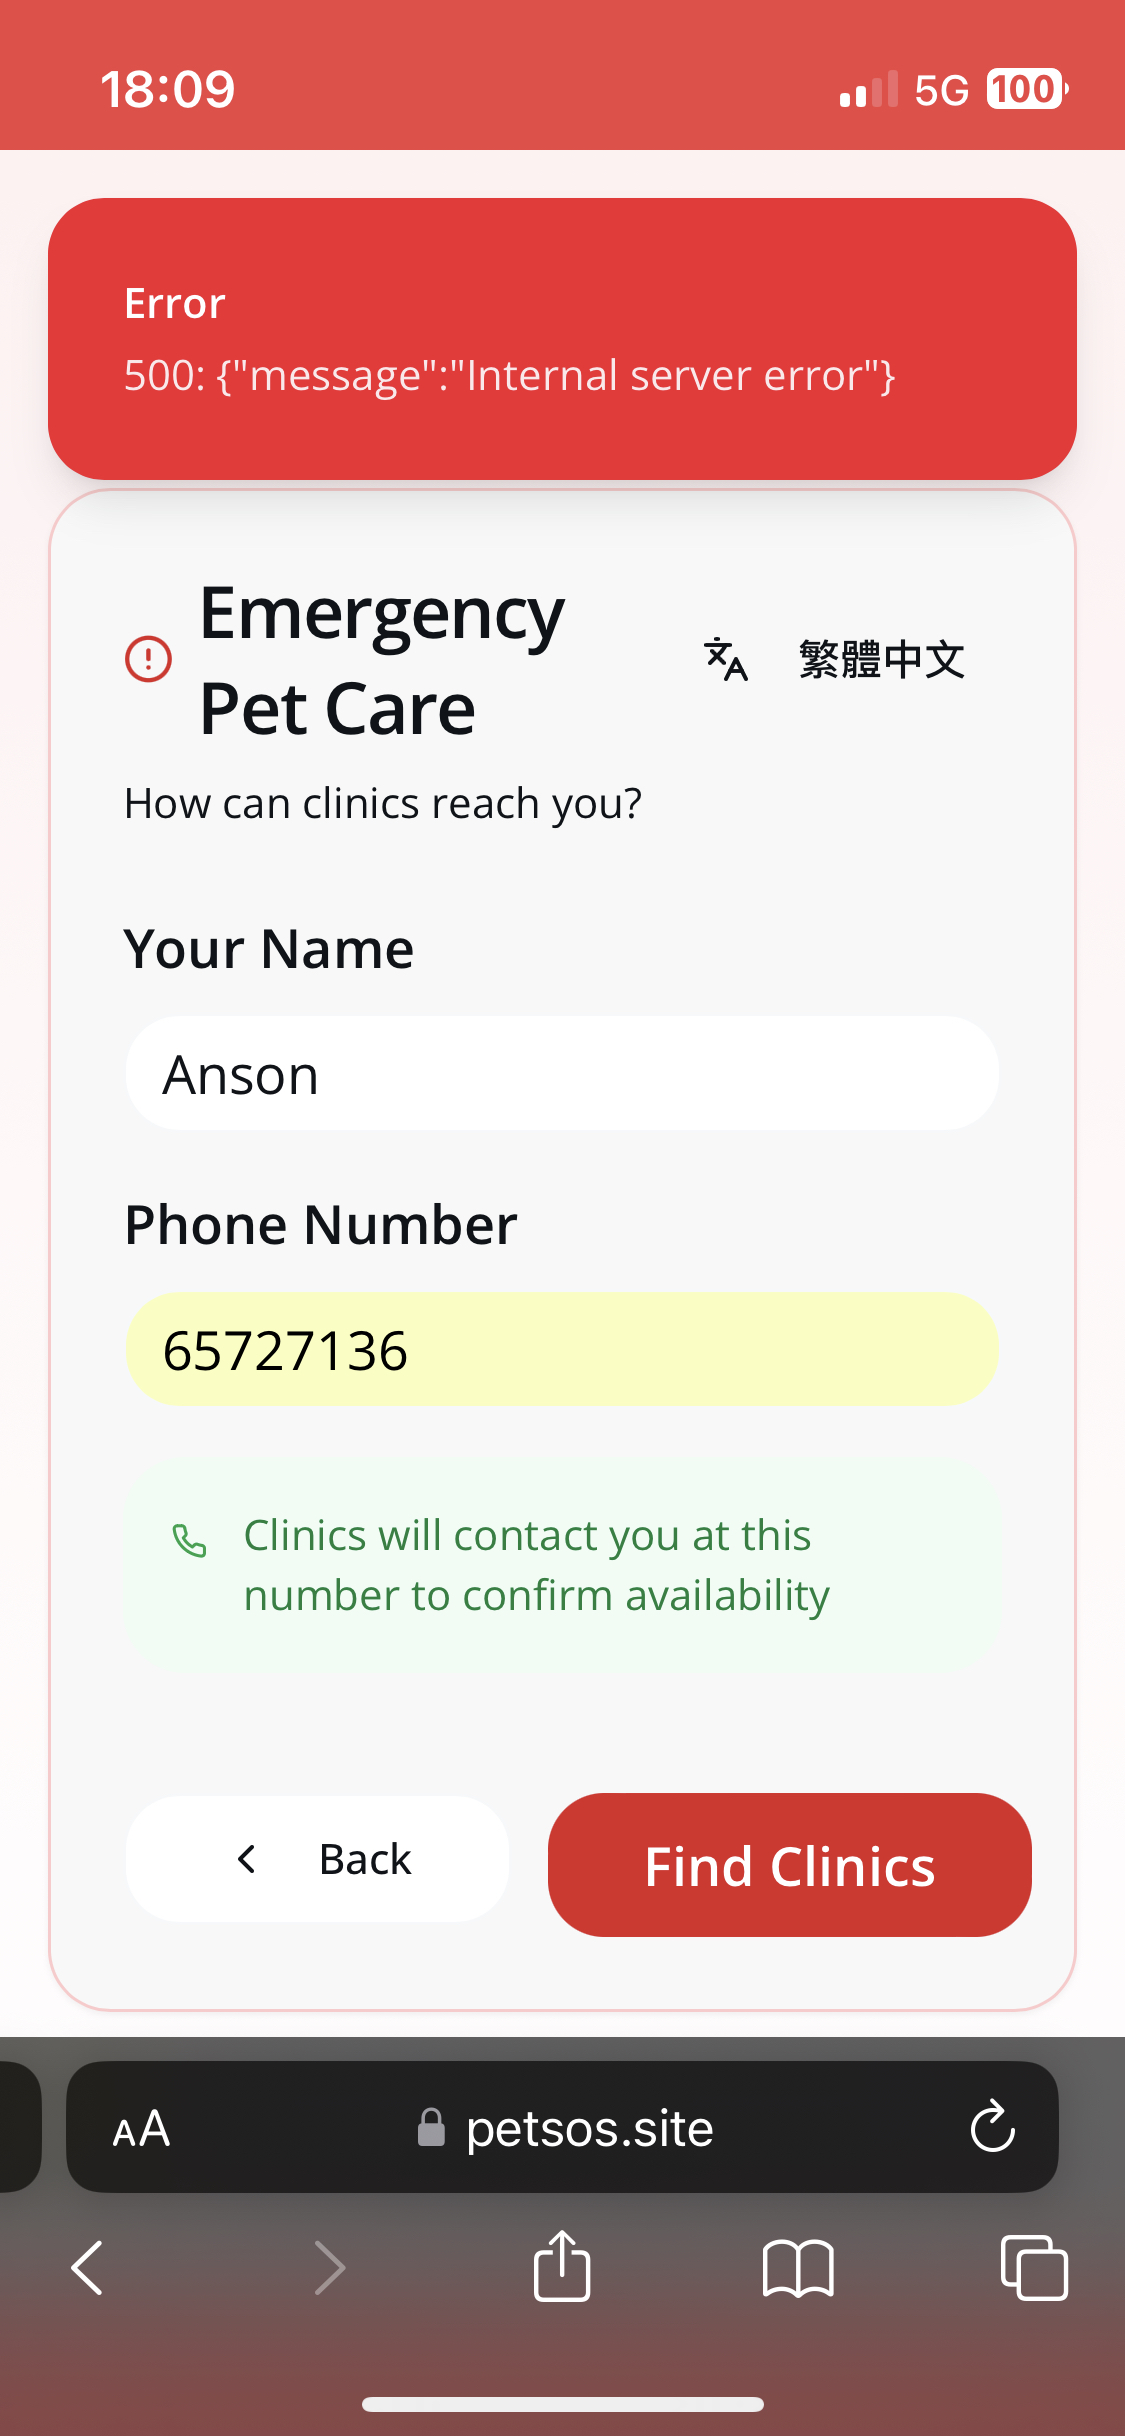 18:09
5G
100
Error
500: {"message":"Internal server error"}
Emergency
Pet Care
繁體中文
How can clinics reach you?
Your Name
Anson
Phone Number
65727136
Clinics will contact you at this
number to confirm availability
Back
Find Clinics
AA
petsos.site